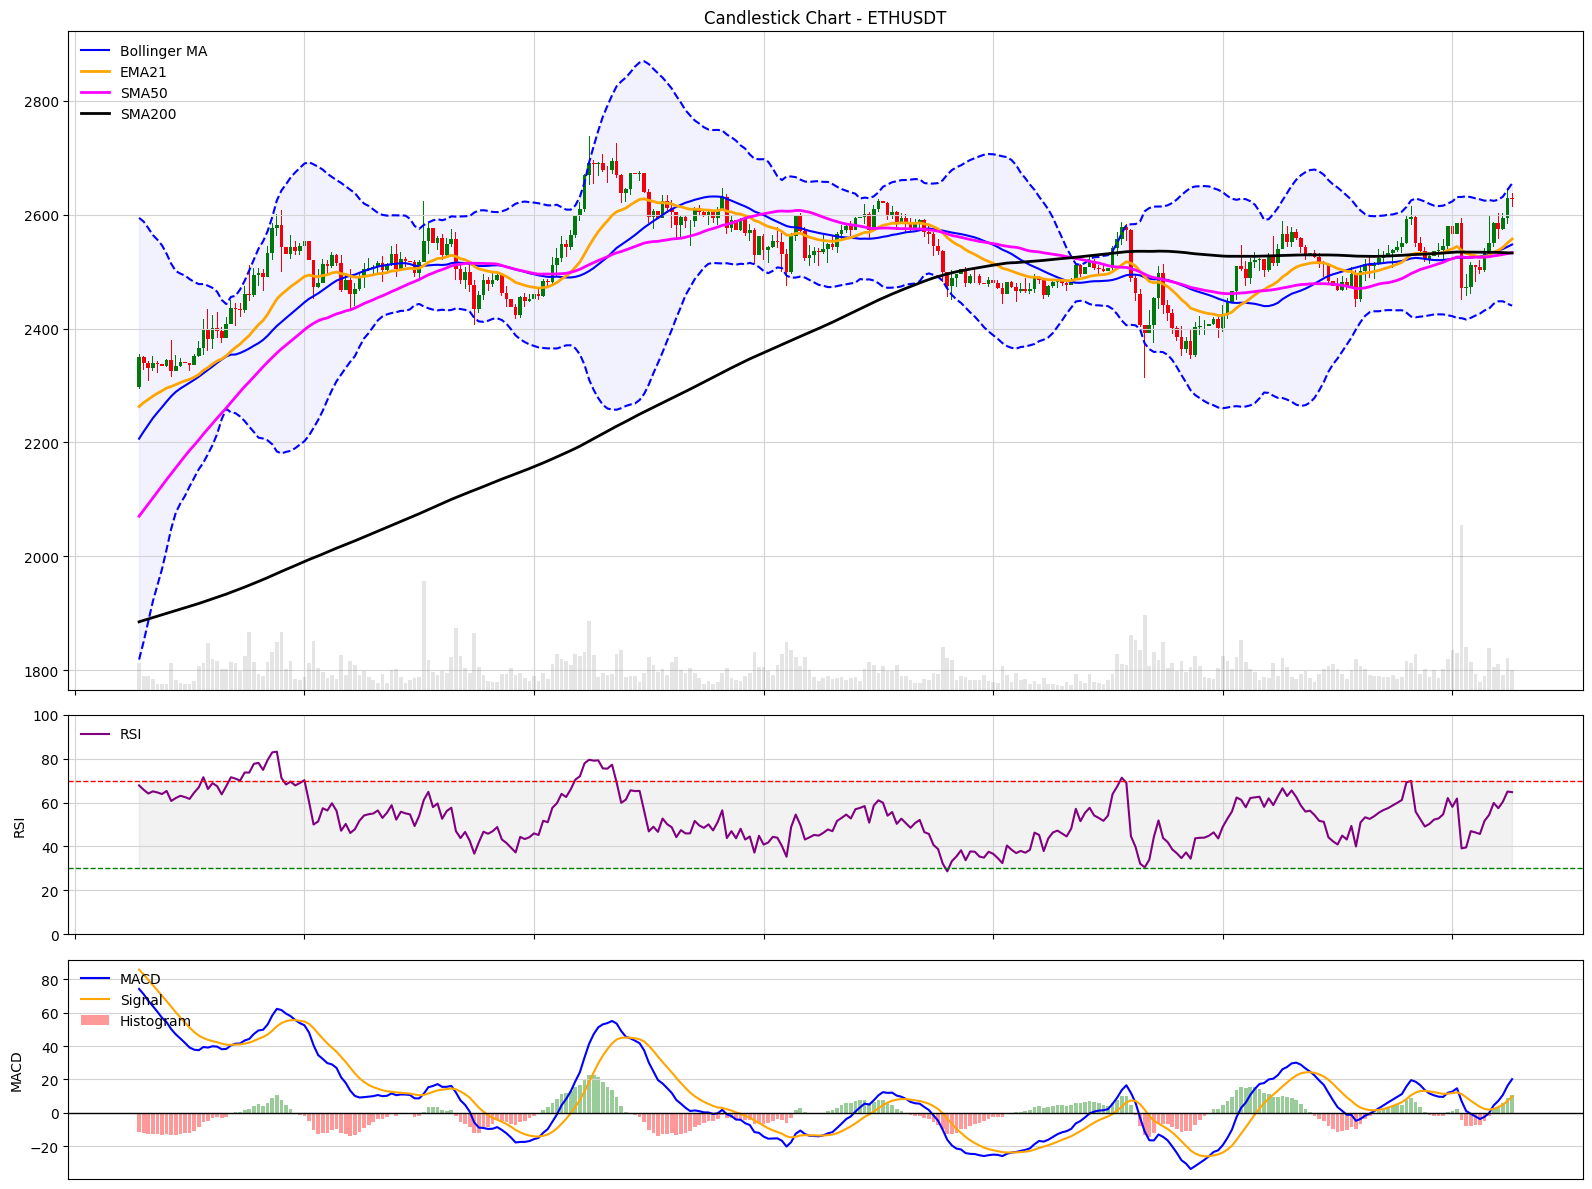 Candlestick Chart - ETHUSDT
Bollinger MA
EMA21
SMA50
SMA200
2800
2600
2400
2200
2000
1800
RSI
RSI
100
80
60
40
20
0
MACD
Signal
Histogram
MACD
80
60
40
20
0
−20